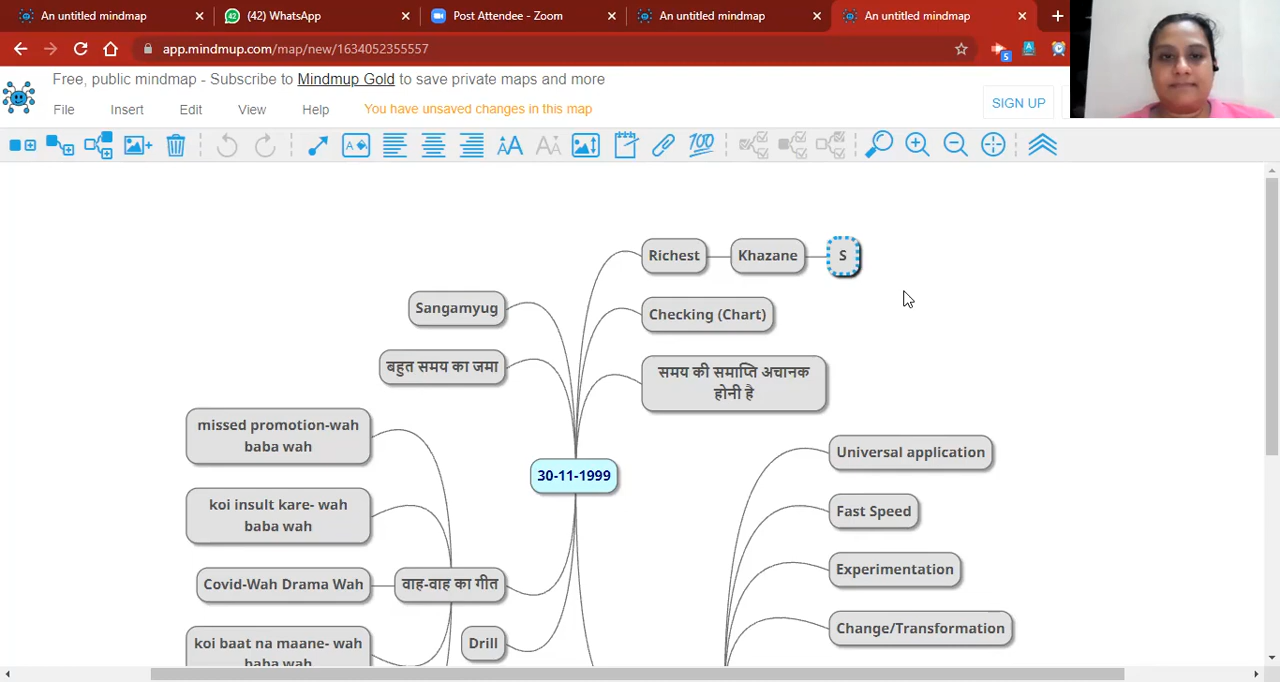 An untitled mindmap
(42) WhatsApp
Post Attendee - Zoom
An untitled mindmap
An untitled mindmap
app.mindmup.com/map/new/1634052355557
Free, public mindmap - Subscribe to Mindmup Gold to save private maps and more
File Insert Edit View Help You have unsaved changes in this map
SIGN UP
Richest
Khazane
S
Sangamyug
Checking (Chart)
बहुत समय का जमा
समय की समाप्ति अचानक
होनी है
missed promotion-wah
baba wah
Universal application
30-11-1999
koi insult kare- wah
baba wah
Fast Speed
Experimentation
Covid-Wah Drama Wah
वाह-वाह का गीत
Change/Transformation
koi baat na maane- wah
baba wah
Drill